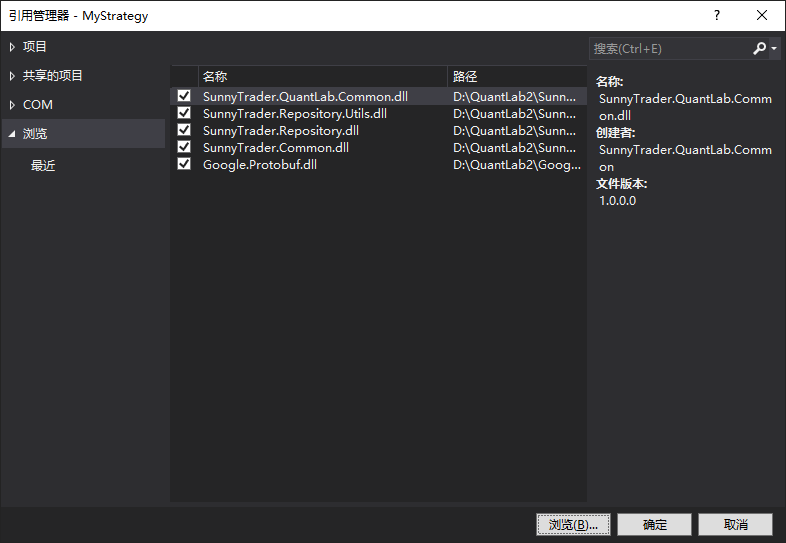 引用管理器 - MyStrategy
?
项目
共享的项目
COM
浏览
最近
名称 路径
SunnyTrader.QuantLab.Common.dll D:\QuantLab2\Sunn...
SunnyTrader.Repository.Utils.dll D:\QuantLab2\Sunn...
SunnyTrader.Repository.dll D:\QuantLab2\Sunn...
SunnyTrader.Common.dll D:\QuantLab2\Sunn...
Google.Protobuf.dll D:\QuantLab2\Goog...
搜索(Ctrl+E)
名称:
SunnyTrader.QuantLab.Comm
on.dll
创建者:
SunnyTrader.QuantLab.Comm
on
文件版本:
1.0.0.0
浏览(B)... 确定 取消